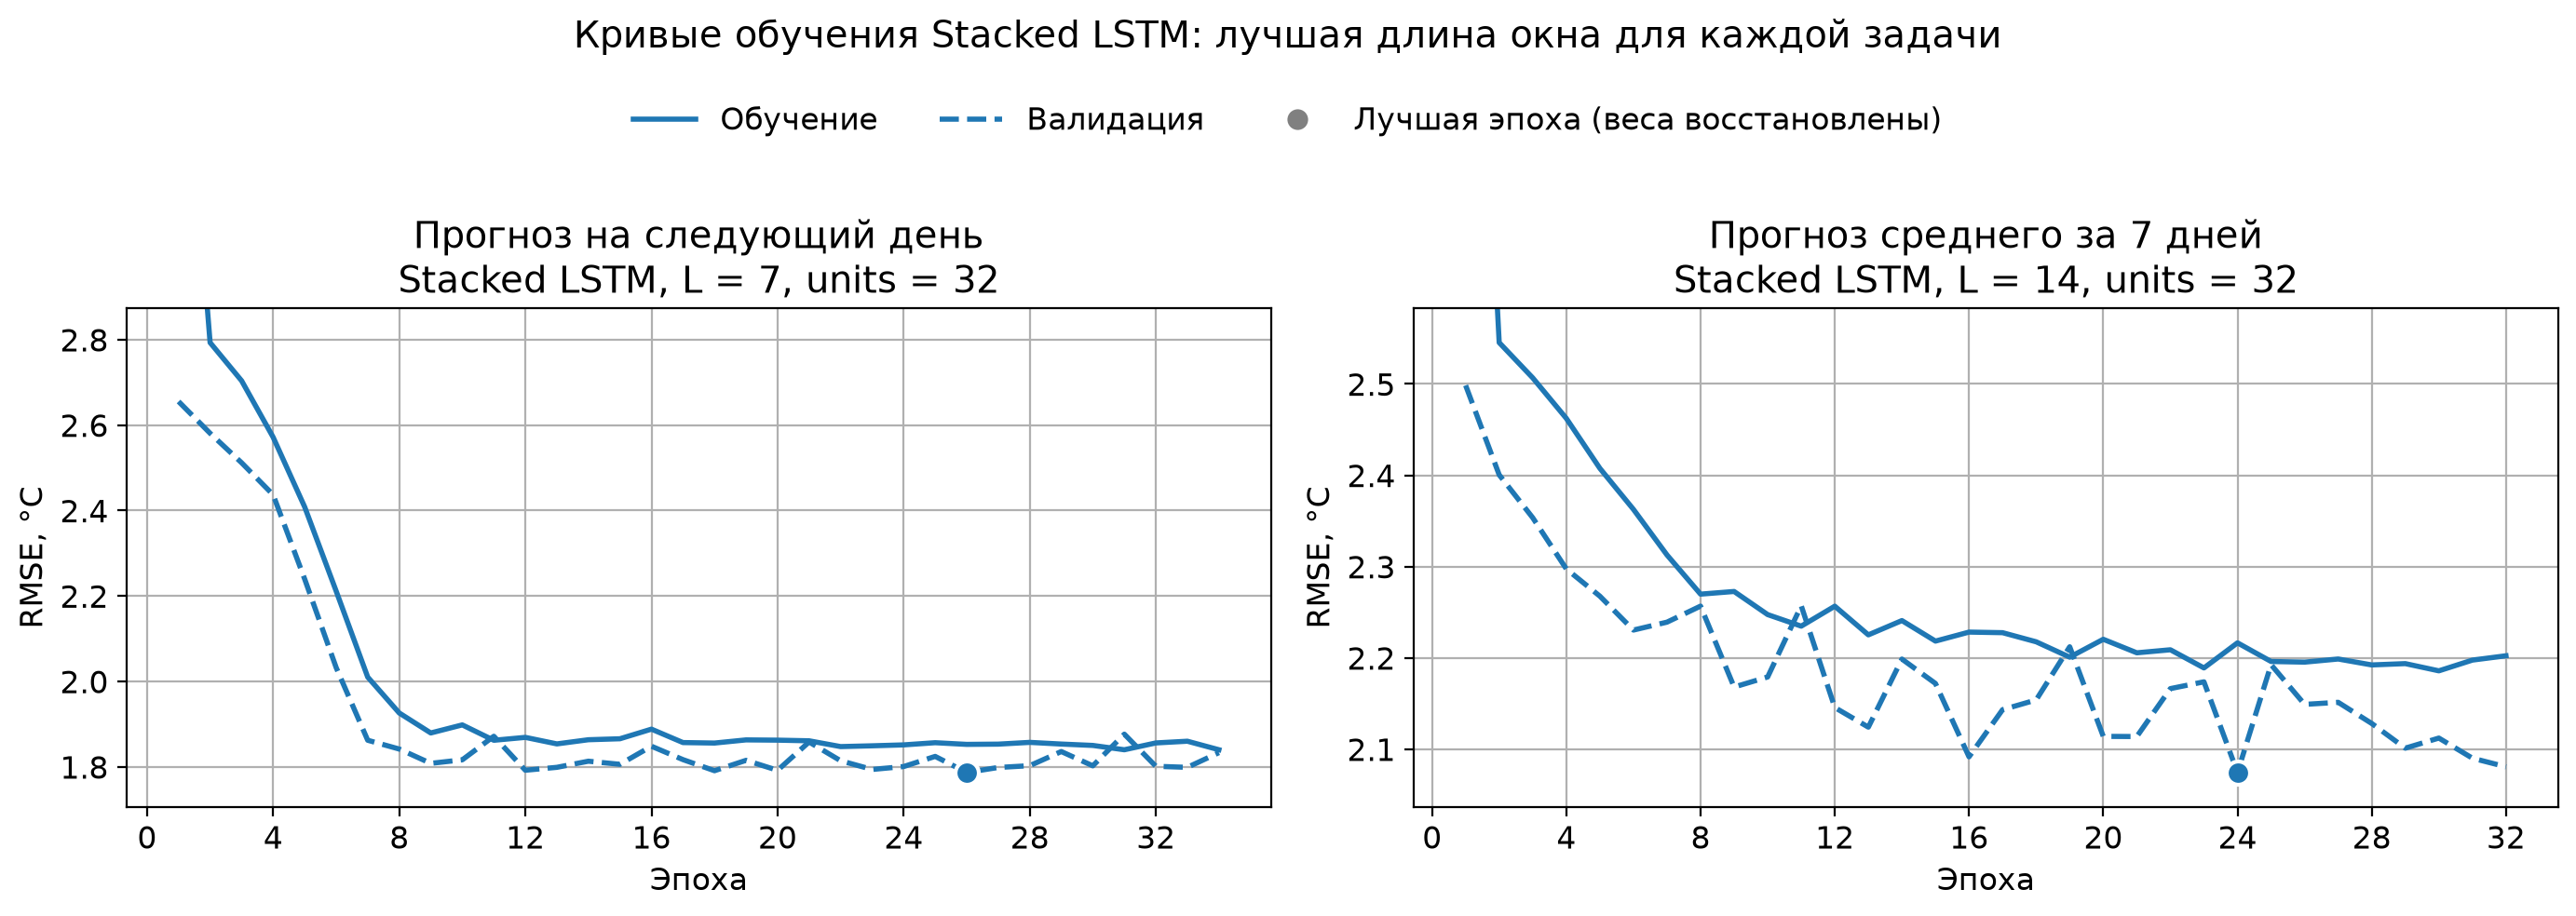 Кривые обучения Stacked LSTM: лучшая длина окна для каждой задачи
Обучение
Валидация
Лучшая эпоха (веса восстановлены)
Прогноз на следующий день
Stacked LSTM, L = 7, units = 32
RMSE, °C
2.8
2.6
2.4
2.2
2.0
1.8
0 4 8 12 16 20 24 28 32
Эпоха
Прогноз среднего за 7 дней
Stacked LSTM, L = 14, units = 32
RMSE, °C
2.5
2.4
2.3
2.2
2.1
0 4 8 12 16 20 24 28 32
Эпоха